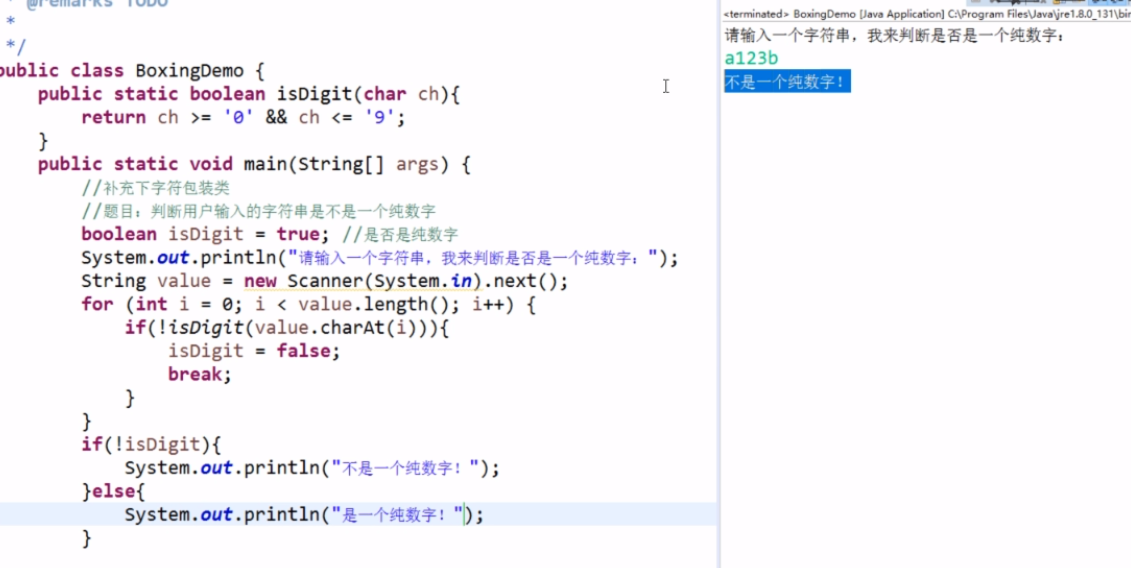 * @remarks TODO
*
*/
public class BoxingDemo {
public static boolean isDigit(char ch){
return ch >= '0' && ch <= '9';
}
public static void main(String[] args) {
//补充下字符包装类
//题目：判断用户输入的字符串是不是一个纯数字
boolean isDigit = true; //是否是纯数字
System.out.println("请输入一个字符串，我来判断是否是一个纯数字：");
String value = new Scanner(System.in).next();
for (int i = 0; i < value.length(); i++) {
if(!isDigit(value.charAt(i))){
isDigit = false;
break;
}
}
if(!isDigit){
System.out.println("不是一个纯数字！");
}else{
System.out.println("是一个纯数字！");
}
<terminated> BoxingDemo [Java Application] C:\Program Files\Java\jre1.8.0_131\bin
请输入一个字符串，我来判断是否是一个纯数字：
a123b
不是一个纯数字！